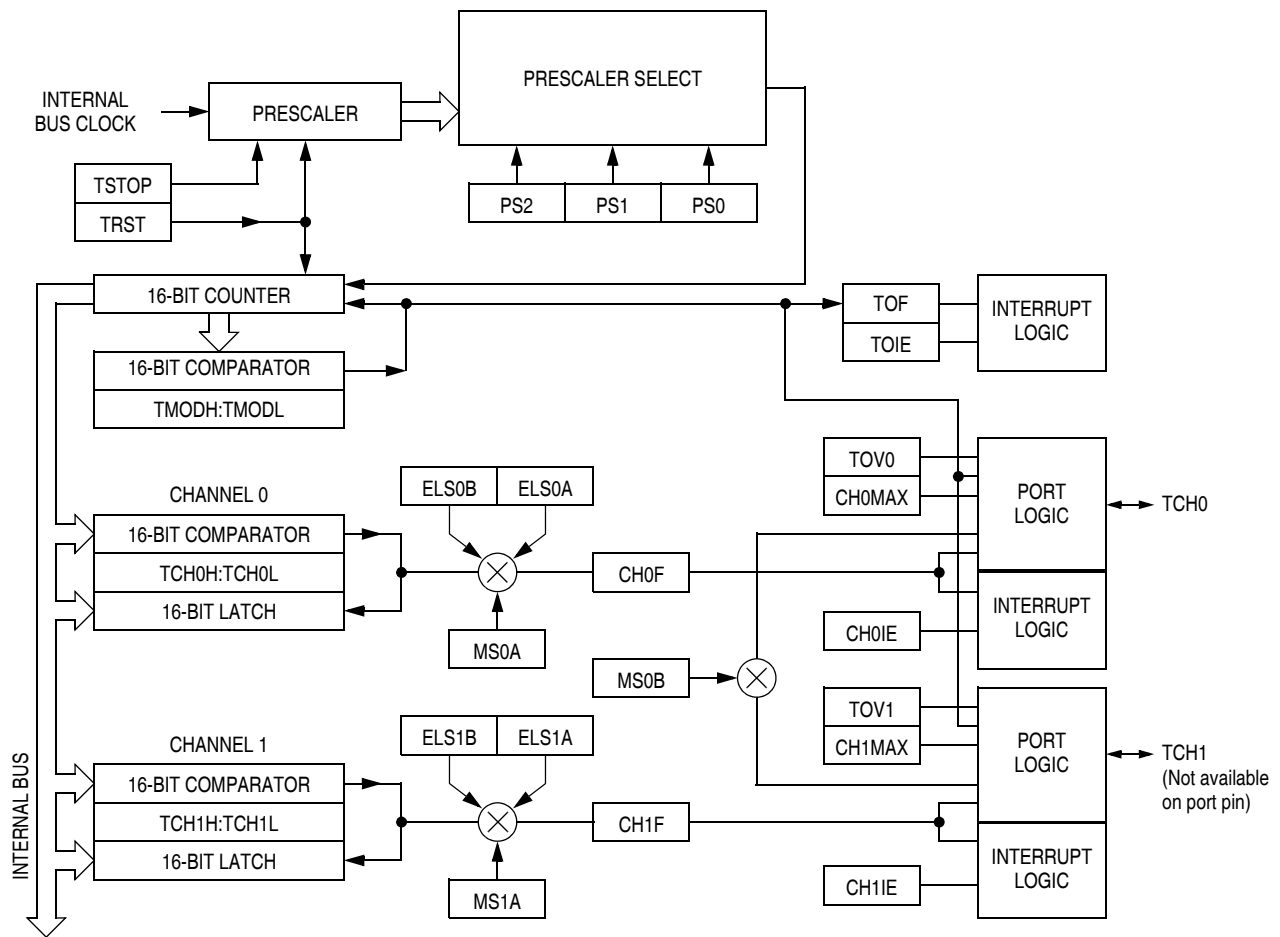 PRESCALER SELECT
INTERNAL
BUS CLOCK
PRESCALER
TSTOP
TRST
PS2
PS1
PS0
16-BIT COUNTER
16-BIT COMPARATOR
TMODH:TMODL
TOF
TOIE
INTERRUPT
LOGIC
CHANNEL 0
16-BIT COMPARATOR
TCH0H:TCH0L
16-BIT LATCH
ELS0B
ELS0A
MS0A
CH0F
TOV0
CH0MAX
PORT
LOGIC
TCH0
CH0IE
INTERRUPT
LOGIC
MS0B
CHANNEL 1
16-BIT COMPARATOR
TCH1H:TCH1L
16-BIT LATCH
ELS1B
ELS1A
MS1A
CH1F
TOV1
CH1MAX
PORT
LOGIC
TCH1
(Not available
on port pin)
CH1IE
INTERRUPT
LOGIC
INTERNAL BUS